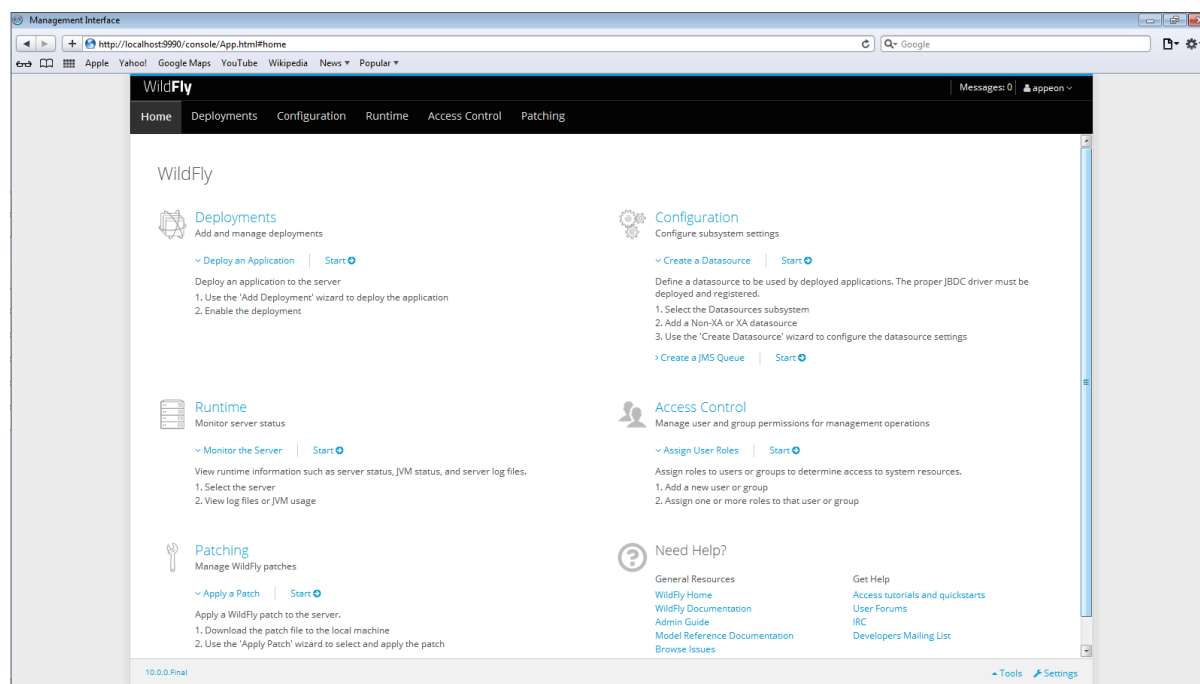 Management Interface
http://localhost:9990/console/App.html#home
Google
Apple Yahoo! Google Maps YouTube Wikipedia News Popular
WildFly
Messages: 0 appeon
Home Deployments Configuration Runtime Access Control Patching
WildFly
Deployments
Add and manage deployments
Deploy an Application Start
Deploy an application to the server
1. Use the 'Add Deployment' wizard to deploy the application
2. Enable the deployment
Configuration
Configure subsystem settings
Create a Datasource Start
Define a datasource to be used by deployed applications. The proper JBDC driver must be
deployed and registered.
1. Select the Datasources subsystem
2. Add a Non-XA or XA datasource
3. Use the 'Create Datasource' wizard to configure the datasource settings
Create a JMS Queue Start
Runtime
Monitor server status
Monitor the Server Start
View runtime information such as server status, JVM status, and server log files.
1. Select the server
2. View log files or JVM usage
Access Control
Manage user and group permissions for management operations
Assign User Roles Start
Assign roles to users or groups to determine access to system resources.
1. Add a new user or group
2. Assign one or more roles to that user or group
Patching
Manage WildFly patches
Apply a Patch Start
Apply a WildFly patch to the server.
1. Download the patch file to the local machine
2. Use the 'Apply Patch' wizard to select and apply the patch
Need Help?
General Resources
WildFly Home
WildFly Documentation
Admin Guide
Model Reference Documentation
Browse Issues
Get Help
Access tutorials and quickstarts
User Forums
IRC
Developers Mailing List
10.0.0.Final
Tools Settings